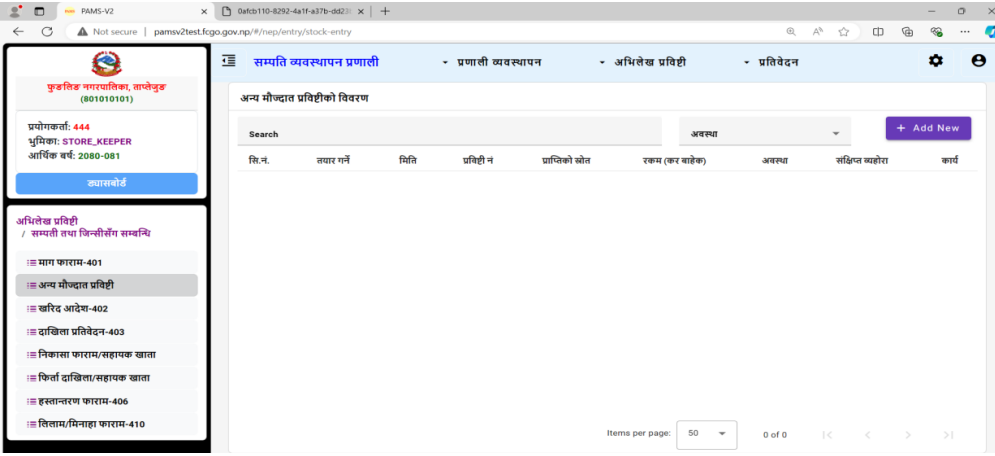 PAMS-V2
0afcb110-8292-4a1f-a37b-dd23
Not secure | pamsv2test.fcgo.gov.np/#/nep/entry/stock-entry
फुङलिङ नगरपालिका, ताप्लेजुङ
(801010101)
प्रयोगकर्ता: 444
भुमिका: STORE_KEEPER
आर्थिक बर्ष: 2080-081
ड्यासबोर्ड
अभिलेख प्रविष्टी
/ सम्पती तथा जिन्सीसँग सम्बन्धि
माग फाराम-401
अन्य मौज्दात प्रविष्टी
खरिद आदेश-402
दाखिला प्रतिवेदन-403
निकासा फाराम/सहायक खाता
फिर्ता दाखिला/सहायक खाता
हस्तान्तरण फाराम-406
लिलाम/मिनाहा फाराम-410
सम्पति व्यवस्थापन प्रणाली प्रणाली व्यवस्थापन अभिलेख प्रविष्टी प्रतिवेदन
अन्य मौज्दात प्रविष्टीको विवरण
Search अवस्था + Add New
सि.नं. तयार गर्ने मिति प्रविष्टी नं प्राप्तिको स्रोत रकम (कर बाहेक) अवस्था संक्षिप्त व्यहोरा कार्य
Items per page: 50 0 of 0